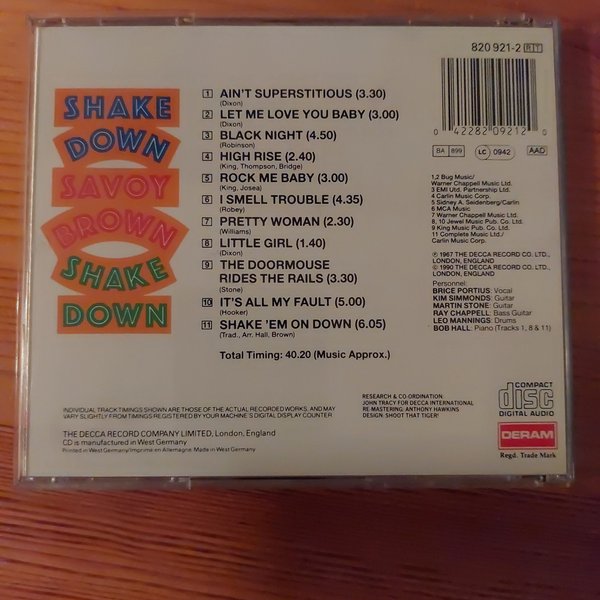 820 921-2 RT
SHAKE
DOWN
SAVOY
BROWN
SHAKE
DOWN
1 AIN'T SUPERSTITIOUS (3.30)
(Dixon)
2 LET ME LOVE YOU BABY (3.00)
(Dixon)
3 BLACK NIGHT (4.50)
(Robinson)
4 HIGH RISE (2.40)
(King, Thompson, Bridge)
5 ROCK ME BABY (3.00)
(King, Josea)
6 I SMELL TROUBLE (4.35)
(Robey)
7 PRETTY WOMAN (2.30)
(Williams)
8 LITTLE GIRL (1.40)
(Dixon)
9 THE DOORMOUSE
RIDES THE RAILS (3.30)
(Stone)
10 IT'S ALL MY FAULT (5.00)
(Hooker)
11 SHAKE 'EM ON DOWN (6.05)
(Trad., Arr. Hall, Brown)
Total Timing: 40.20 (Music Approx.)
0 42282 09212 0
BA 899 LC 0942 AAD
1,2 Bug Music/
Warner Chappell Music Ltd.
3 EMI Utd. Partnership Ltd.
4 Carlin Music Corp.
5 Sidney A. Seidenberg/Carlin
6 MCA Music
7 Warner Chappell Music Ltd.
8, 10 Jewel Music Pub. Co. Ltd.
9 King Music Pub. Co. Ltd.
11 Complete Music Ltd./
Carlin Music Corp.
℗ 1967 THE DECCA RECORD CO. LTD.,
LONDON, ENGLAND
© 1990 THE DECCA RECORD CO. LTD.,
LONDON, ENGLAND
Personnel:
BRICE PORTIUS: Vocal
KIM SIMMONDS: Guitar
MARTIN STONE: Guitar
RAY CHAPPELL: Bass Guitar
LEO MANNINGS: Drums
BOB HALL: Piano (Tracks 1, 8 & 11)
INDIVIDUAL TRACK TIMINGS SHOWN ARE THOSE OF THE ACTUAL RECORDED WORKS, AND MAY
VARY SLIGHTLY FROM TIMINGS REGISTERED BY YOUR MACHINE'S DIGITAL DISPLAY COUNTER
RESEARCH & CO-ORDINATION:
JOHN TRACY FOR DECCA INTERNATIONAL
RE-MASTERING: ANTHONY HAWKINS
DESIGN: SHOOT THAT TIGER!
COMPACT
disc
DIGITAL AUDIO
THE DECCA RECORD COMPANY LIMITED, London, England
CD is manufactured in West Germany
Printed in West Germany/Imprimé en Allemagne. Made in West Germany
DERAM
Regd. Trade Mark